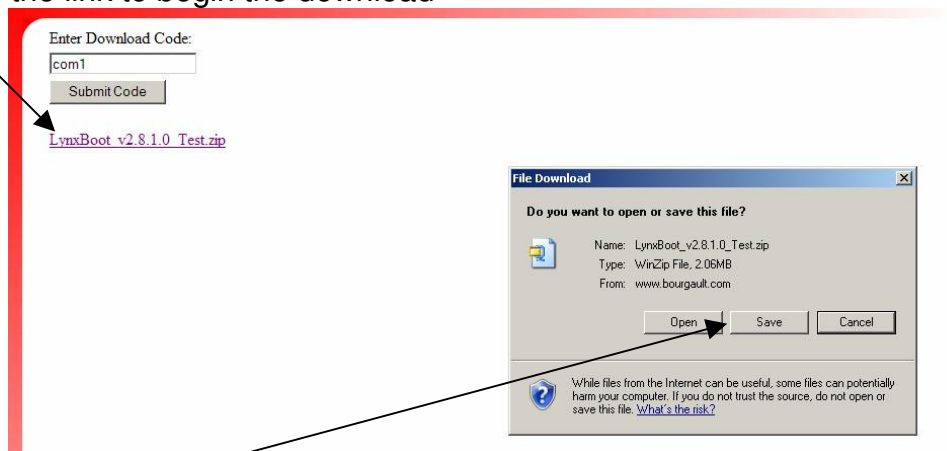 the link to begin the download
Enter Download Code:
com1
Submit Code
LynxBoot_v2.8.1.0_Test.zip
File Download
Do you want to open or save this file?
Name: LynxBoot_v2.8.1.0_Test.zip
Type: WinZip File, 2.06MB
From: www.bourgault.com
Open Save Cancel
While files from the Internet can be useful, some files can potentially
harm your computer. If you do not trust the source, do not open or
save this file. What's the risk?